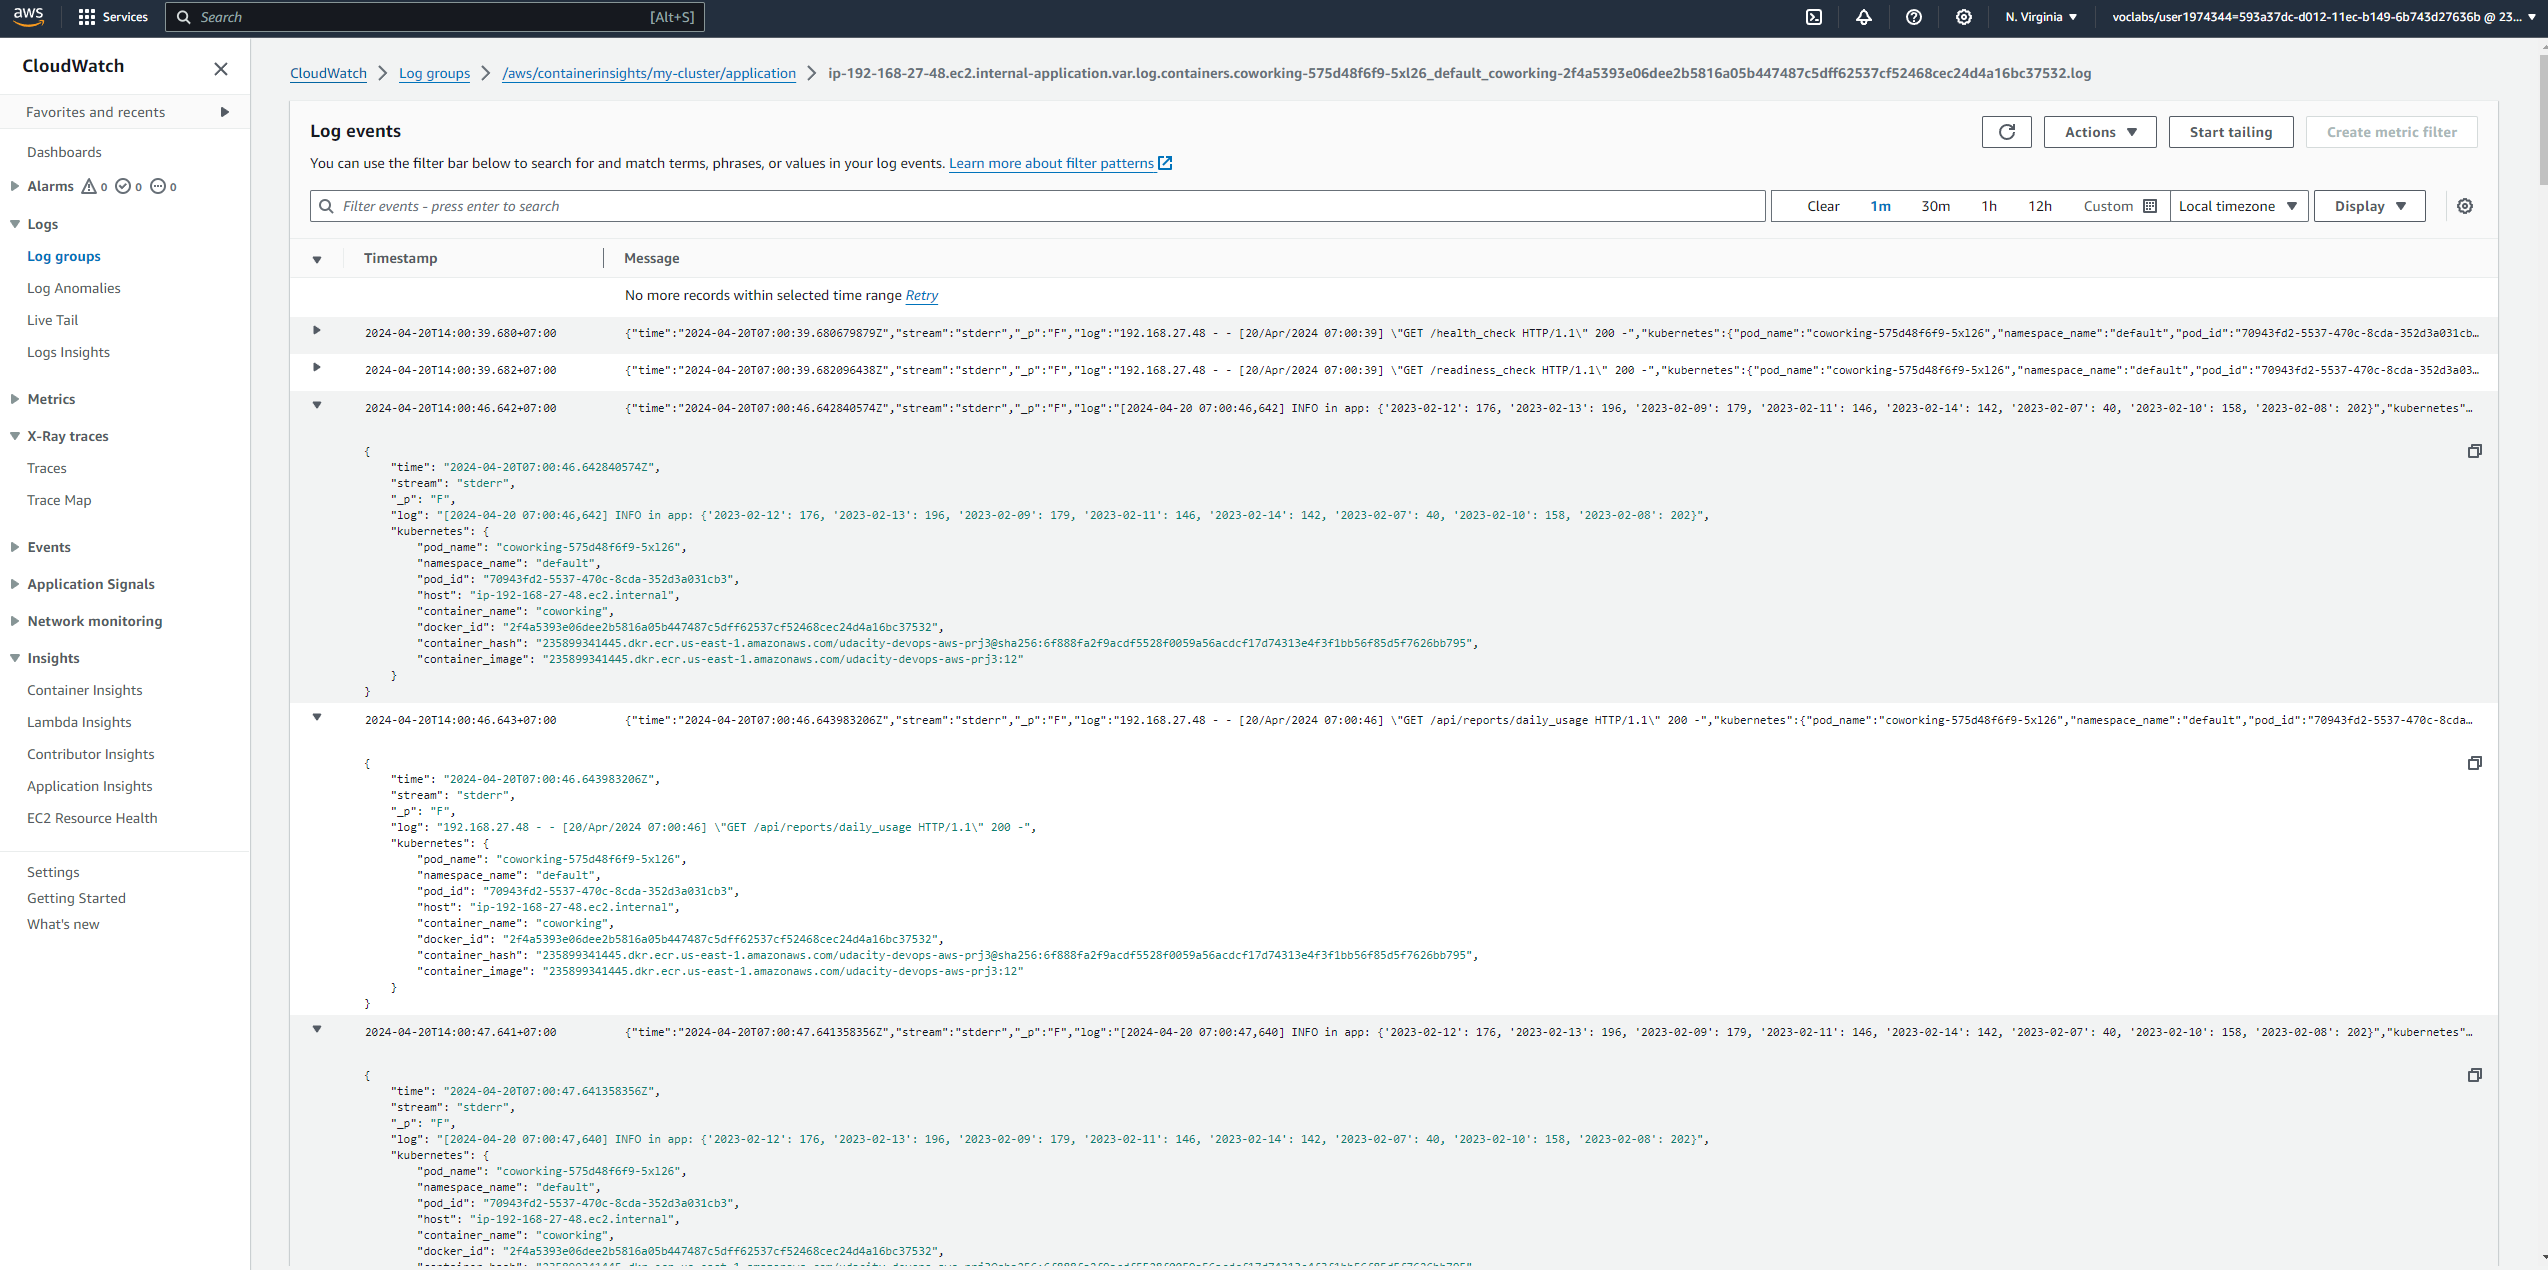 aws Services Search [Alt+S] N. Virginia voclabs/user1974344=593a37dc-d012-11ec-b149-6b743d27636b @ 23...
CloudWatch
Favorites and recents
Dashboards
Alarms 0 0 0
Logs
Log groups
Log Anomalies
Live Tail
Logs Insights
Metrics
X-Ray traces
Traces
Trace Map
Events
Application Signals
Network monitoring
Insights
Container Insights
Lambda Insights
Contributor Insights
Application Insights
EC2 Resource Health
Settings
Getting Started
What's new
CloudWatch > Log groups > /aws/containerinsights/my-cluster/application > ip-192-168-27-48.ec2.internal-application.var.log.containers.coworking-575d48f6f9-5xl26_default_coworking-2f4a5393e06dee2b5816a05b447487c5dff62537cf52468cec24d4a16bc37532.log
Log events
Actions Start tailing Create metric filter
You can use the filter bar below to search for and match terms, phrases, or values in your log events. Learn more about filter patterns
Filter events - press enter to search Clear 1m 30m 1h 12h Custom Local timezone Display
Timestamp Message
No more records within selected time range Retry
2024-04-20T14:00:39.680+07:00 {"time":"2024-04-20T07:00:39.680679879Z","stream":"stderr","_p":"F","log":"192.168.27.48 - - [20/Apr/2024 07:00:39] \"GET /health_check HTTP/1.1\" 200 -","kubernetes":{"pod_name":"coworking-575d48f6f9-5xl26","namespace_name":"default","pod_id":"70943fd2-5537-470c-8cda-352d3a031cb...
2024-04-20T14:00:39.682+07:00 {"time":"2024-04-20T07:00:39.682096438Z","stream":"stderr","_p":"F","log":"192.168.27.48 - - [20/Apr/2024 07:00:39] \"GET /readiness_check HTTP/1.1\" 200 -","kubernetes":{"pod_name":"coworking-575d48f6f9-5xl26","namespace_name":"default","pod_id":"70943fd2-5537-470c-8cda-352d3a03...
2024-04-20T14:00:46.642+07:00 {"time":"2024-04-20T07:00:46.642840574Z","stream":"stderr","_p":"F","log":"[2024-04-20 07:00:46,642] INFO in app: {'2023-02-12': 176, '2023-02-13': 196, '2023-02-09': 179, '2023-02-11': 146, '2023-02-14': 142, '2023-02-07': 40, '2023-02-10': 158, '2023-02-08': 202}","kubernetes"...
{
"time": "2024-04-20T07:00:46.642840574Z",
"stream": "stderr",
"_p": "F",
"log": "[2024-04-20 07:00:46,642] INFO in app: {'2023-02-12': 176, '2023-02-13': 196, '2023-02-09': 179, '2023-02-11': 146, '2023-02-14': 142, '2023-02-07': 40, '2023-02-10': 158, '2023-02-08': 202}",
"kubernetes": {
"pod_name": "coworking-575d48f6f9-5xl26",
"namespace_name": "default",
"pod_id": "70943fd2-5537-470c-8cda-352d3a031cb3",
"host": "ip-192-168-27-48.ec2.internal",
"container_name": "coworking",
"docker_id": "2f4a5393e06dee2b5816a05b447487c5dff62537cf52468cec24d4a16bc37532",
"container_hash": "235899341445.dkr.ecr.us-east-1.amazonaws.com/udacity-devops-aws-prj3@sha256:6f888fa2f9acdf5528f0059a56acdcf17d74313e4f3f1bb56f85d5f7626bb795",
"container_image": "235899341445.dkr.ecr.us-east-1.amazonaws.com/udacity-devops-aws-prj3:12"
}
}
2024-04-20T14:00:46.643+07:00 {"time":"2024-04-20T07:00:46.643983206Z","stream":"stderr","_p":"F","log":"192.168.27.48 - - [20/Apr/2024 07:00:46] \"GET /api/reports/daily_usage HTTP/1.1\" 200 -","kubernetes":{"pod_name":"coworking-575d48f6f9-5xl26","namespace_name":"default","pod_id":"70943fd2-5537-470c-8cda...
{
"time": "2024-04-20T07:00:46.643983206Z",
"stream": "stderr",
"_p": "F",
"log": "192.168.27.48 - - [20/Apr/2024 07:00:46] \"GET /api/reports/daily_usage HTTP/1.1\" 200 -",
"kubernetes": {
"pod_name": "coworking-575d48f6f9-5xl26",
"namespace_name": "default",
"pod_id": "70943fd2-5537-470c-8cda-352d3a031cb3",
"host": "ip-192-168-27-48.ec2.internal",
"container_name": "coworking",
"docker_id": "2f4a5393e06dee2b5816a05b447487c5dff62537cf52468cec24d4a16bc37532",
"container_hash": "235899341445.dkr.ecr.us-east-1.amazonaws.com/udacity-devops-aws-prj3@sha256:6f888fa2f9acdf5528f0059a56acdcf17d74313e4f3f1bb56f85d5f7626bb795",
"container_image": "235899341445.dkr.ecr.us-east-1.amazonaws.com/udacity-devops-aws-prj3:12"
}
}
2024-04-20T14:00:47.641+07:00 {"time":"2024-04-20T07:00:47.641358356Z","stream":"stderr","_p":"F","log":"[2024-04-20 07:00:47,640] INFO in app: {'2023-02-12': 176, '2023-02-13': 196, '2023-02-09': 179, '2023-02-11': 146, '2023-02-14': 142, '2023-02-07': 40, '2023-02-10': 158, '2023-02-08': 202}","kubernetes"...
{
"time": "2024-04-20T07:00:47.641358356Z",
"stream": "stderr",
"_p": "F",
"log": "[2024-04-20 07:00:47,640] INFO in app: {'2023-02-12': 176, '2023-02-13': 196, '2023-02-09': 179, '2023-02-11': 146, '2023-02-14': 142, '2023-02-07': 40, '2023-02-10': 158, '2023-02-08': 202}",
"kubernetes": {
"pod_name": "coworking-575d48f6f9-5xl26",
"namespace_name": "default",
"pod_id": "70943fd2-5537-470c-8cda-352d3a031cb3",
"host": "ip-192-168-27-48.ec2.internal",
"container_name": "coworking",
"docker_id": "2f4a5393e06dee2b5816a05b447487c5dff62537cf52468cec24d4a16bc37532",